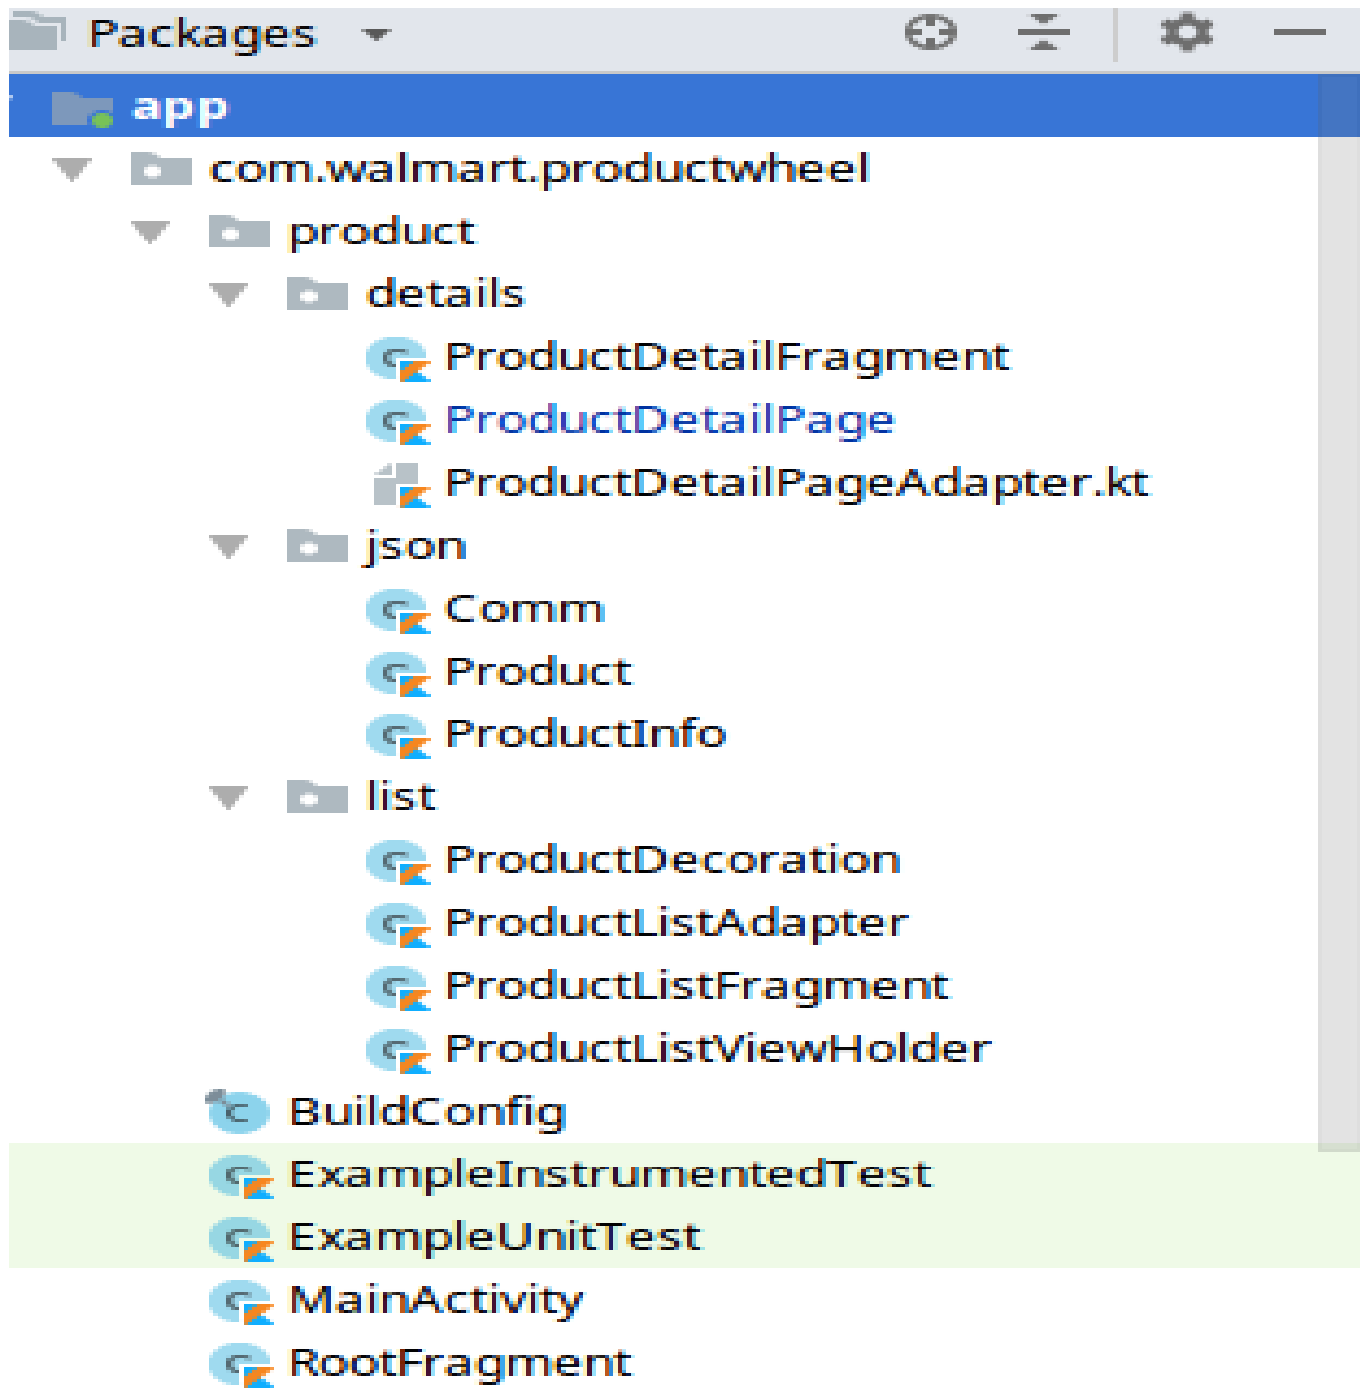 Packages
app
com.walmart.productwheel
product
details
ProductDetailFragment
ProductDetailPage
ProductDetailPageAdapter.kt
json
Comm
Product
ProductInfo
list
ProductDecoration
ProductListAdapter
ProductListFragment
ProductListViewHolder
BuildConfig
ExampleInstrumentedTest
ExampleUnitTest
MainActivity
RootFragment